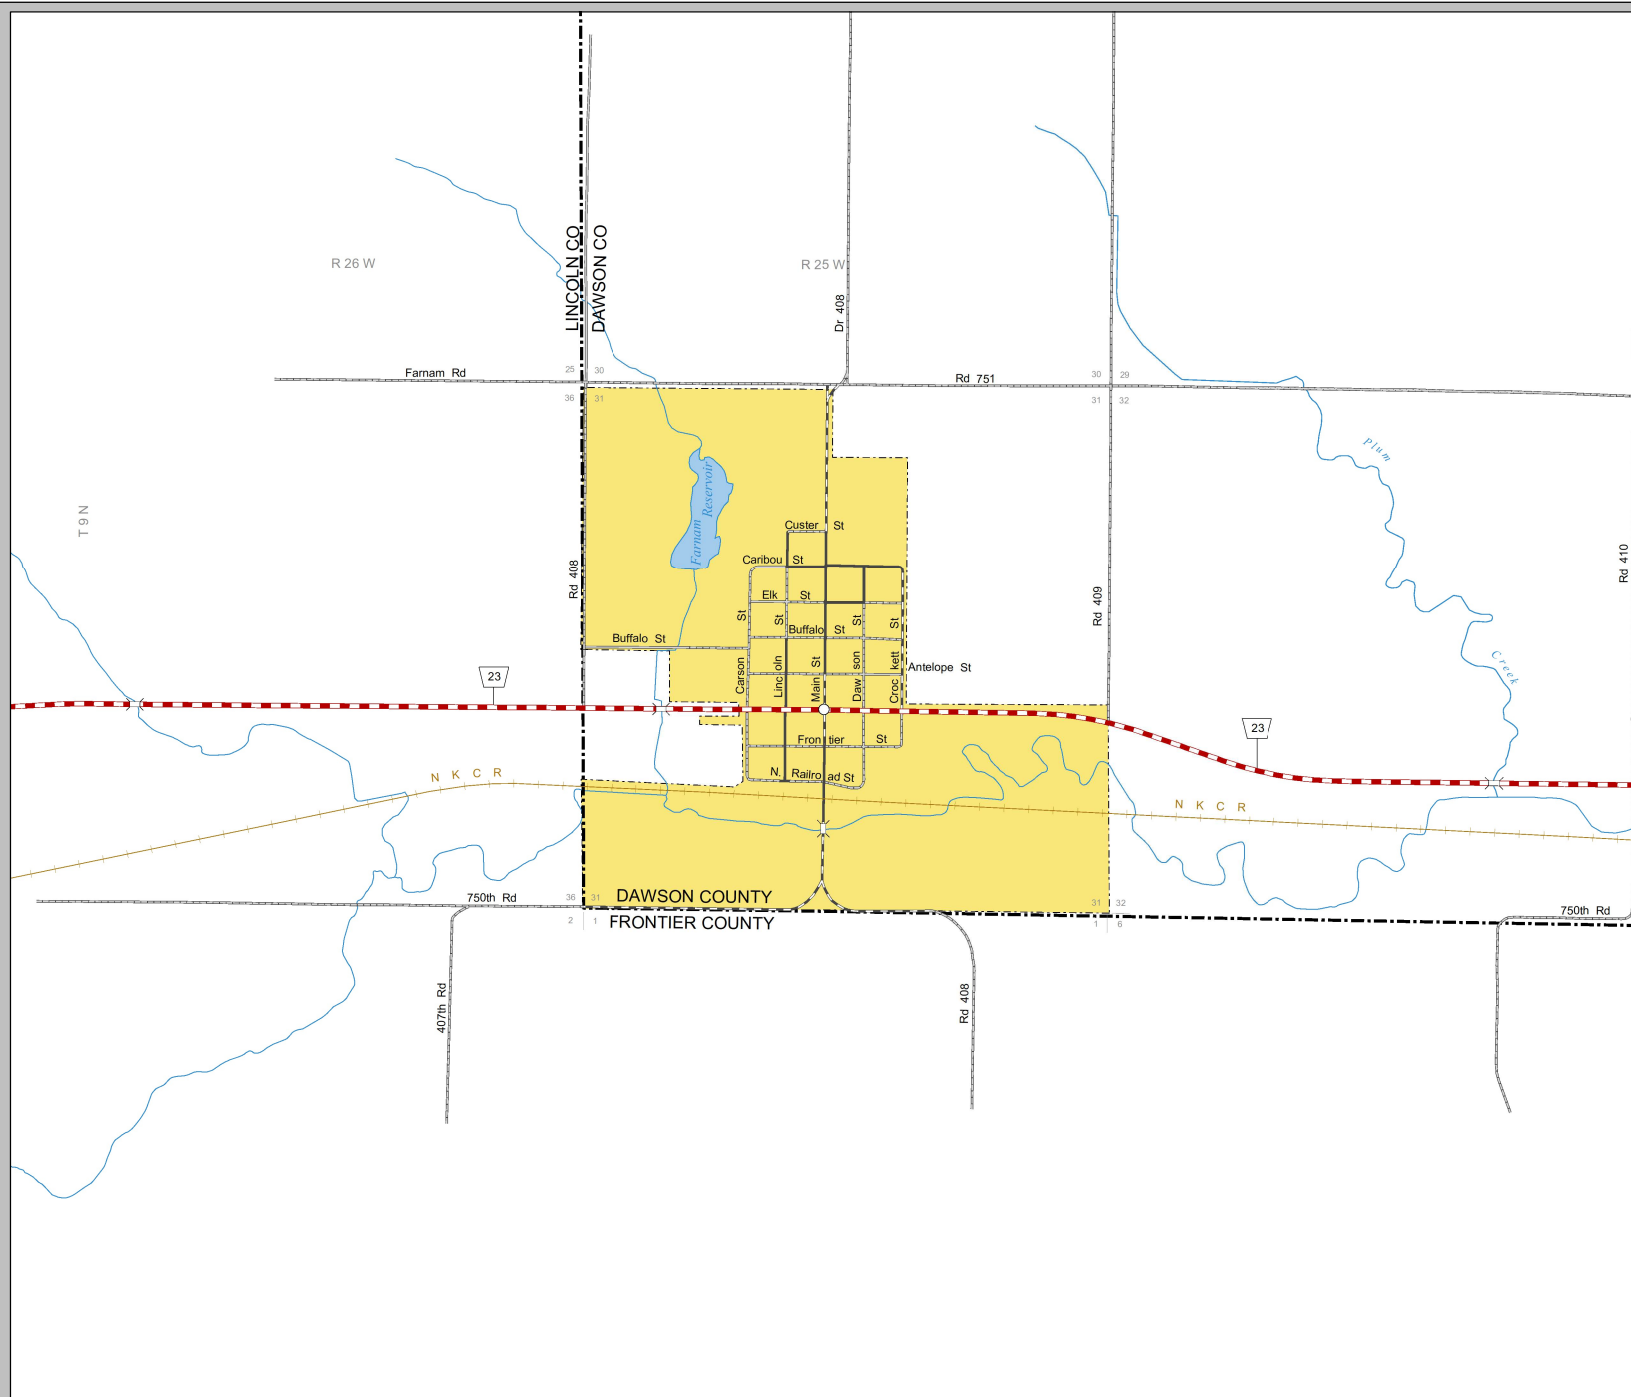 LINCOLN CO
DAWSON CO
R 26 W
R 25 W
Dr 408
Farnam Rd
Rd 751
25
30
30
29
36
31
31
32
Plum
Creek
T 9 N
Farnam
Reservoir
Custer St
Caribou St
Elk St
Buffalo St
Buffalo St
Antelope St
Rd 408
Rd 409
Rd 410
Carson St
Lincoln St
Main St
Dawson St
Crockett St
23
23
Frontier St
N. Railroad St
N K C R
N K C R
750th Rd
36
31
DAWSON COUNTY
31
32
750th Rd
2
1
FRONTIER COUNTY
1
6
407th Rd
Rd 408